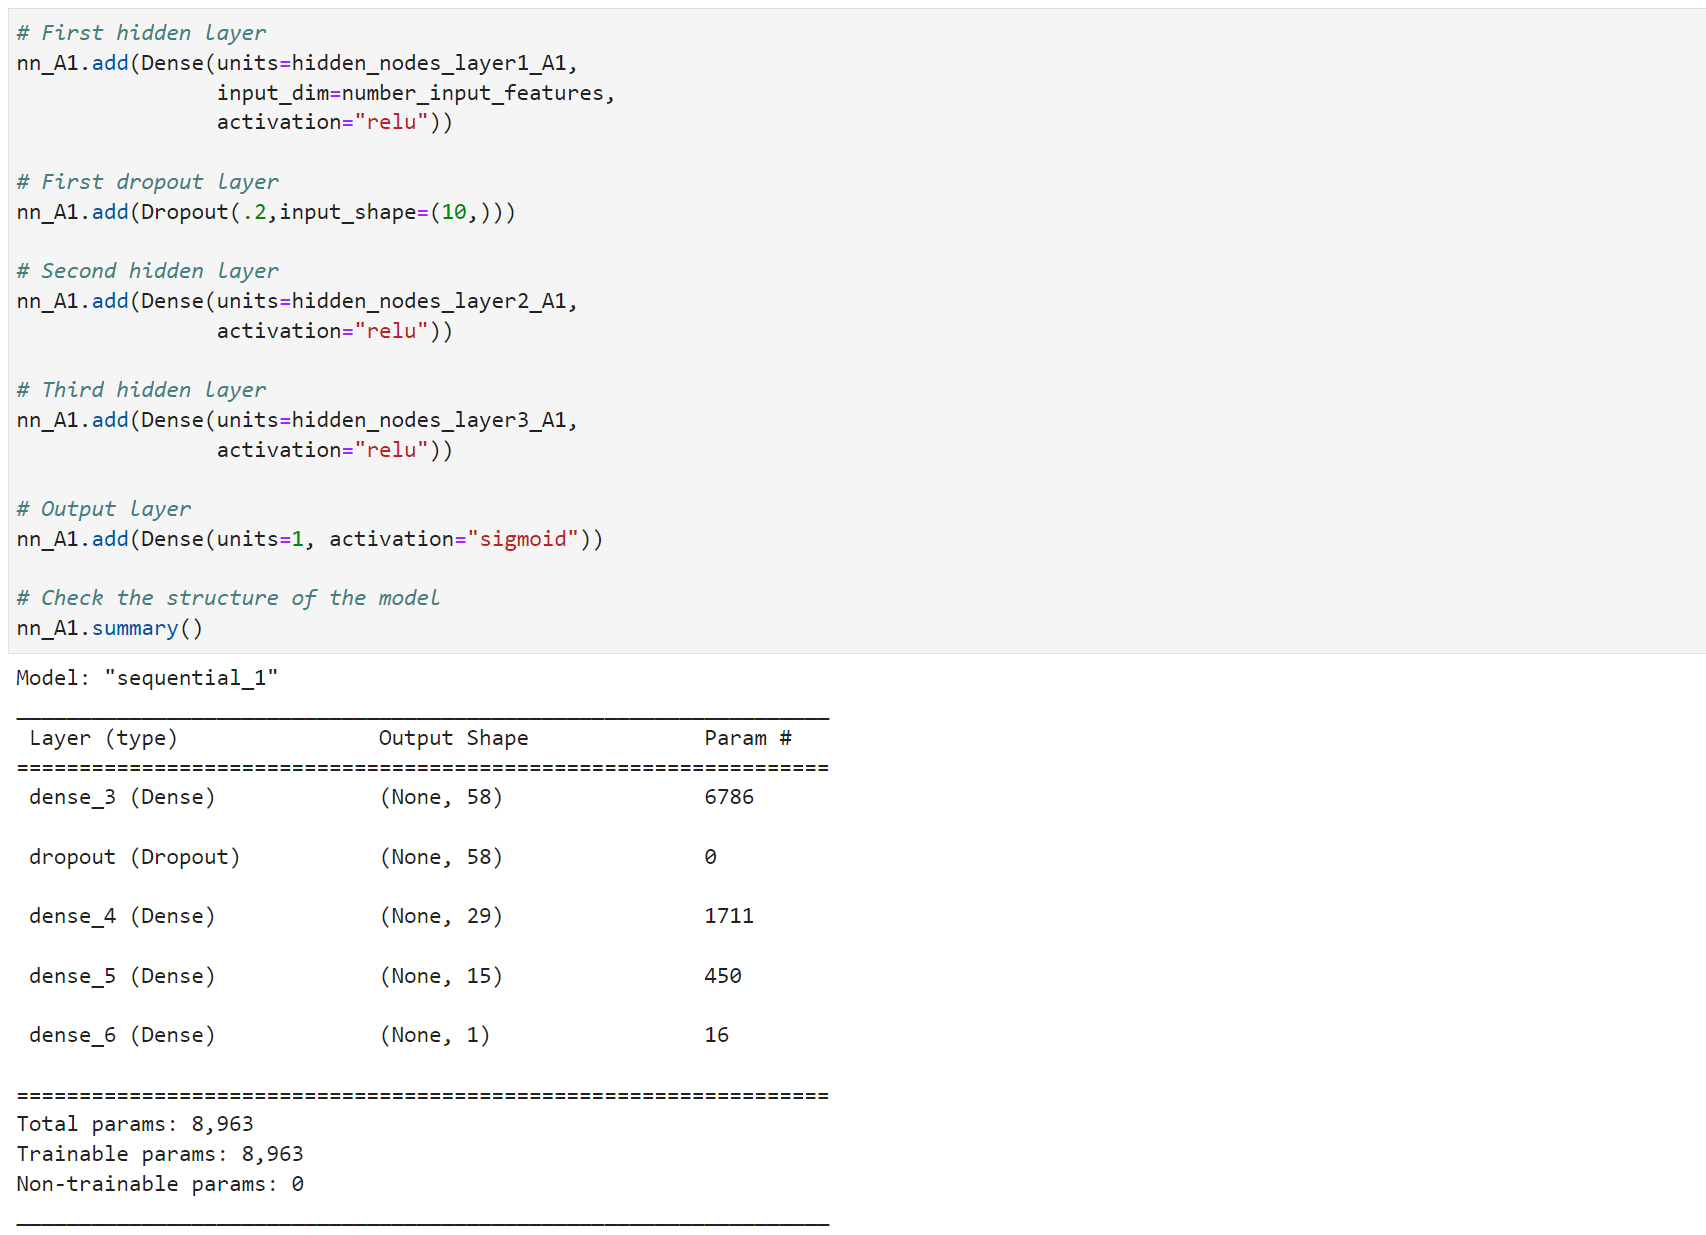 # First hidden layer
nn_A1.add(Dense(units=hidden_nodes_layer1_A1,
                input_dim=number_input_features,
                activation="relu"))

# First dropout layer
nn_A1.add(Dropout(.2,input_shape=(10,)))

# Second hidden layer
nn_A1.add(Dense(units=hidden_nodes_layer2_A1,
                activation="relu"))

# Third hidden layer
nn_A1.add(Dense(units=hidden_nodes_layer3_A1,
                activation="relu"))

# Output layer
nn_A1.add(Dense(units=1, activation="sigmoid"))

# Check the structure of the model
nn_A1.summary()
Model: "sequential_1"
_________________________________________________________________
 Layer (type)                Output Shape              Param #
=================================================================
 dense_3 (Dense)             (None, 58)                6786

 dropout (Dropout)           (None, 58)                0

 dense_4 (Dense)             (None, 29)                1711

 dense_5 (Dense)             (None, 15)                450

 dense_6 (Dense)             (None, 1)                 16

=================================================================
Total params: 8,963
Trainable params: 8,963
Non-trainable params: 0
_________________________________________________________________